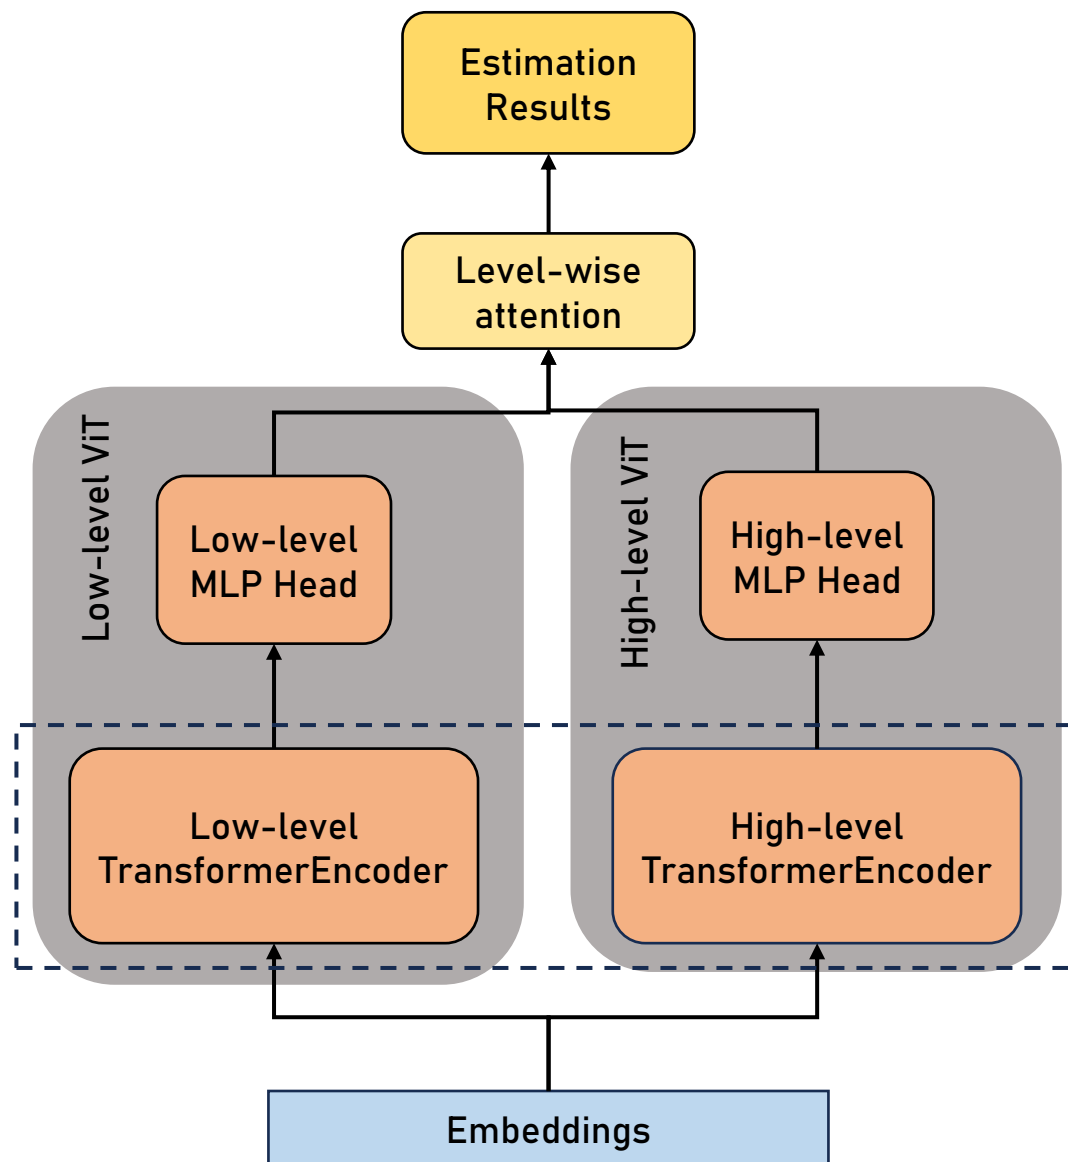 Estimation
Results
Level-wise
attention
Low-level ViT
Low-level
MLP Head
High-level ViT
High-level
MLP Head
Low-level
TransformerEncoder
High-level
TransformerEncoder
Embeddings